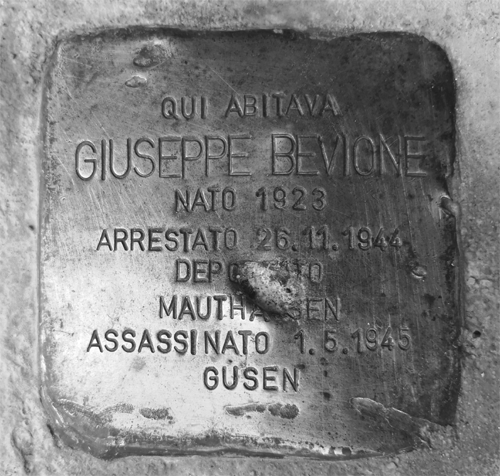 QUI ABITAVA
GIUSEPPE BEVIONE
NATO 1923
ARRESTATO 26.11.1944
MAUTHAUSEN
ASSASSINATO 1.5.1945
GUSEN